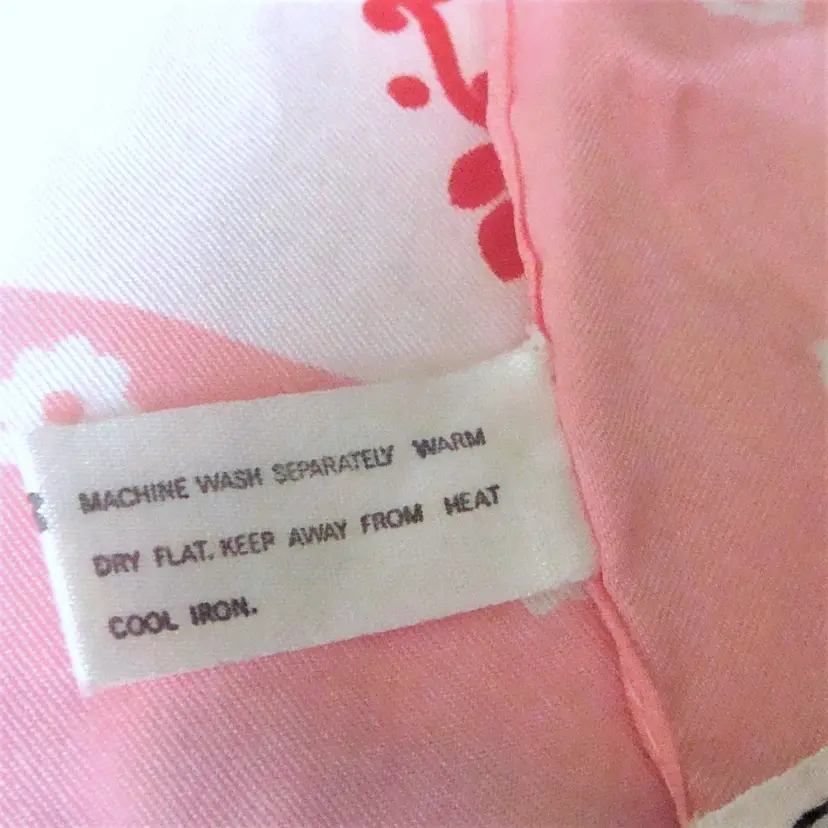 MACHINE WASH SEPARATELY WARM
DRY FLAT. KEEP AWAY FROM HEAT
COOL IRON.